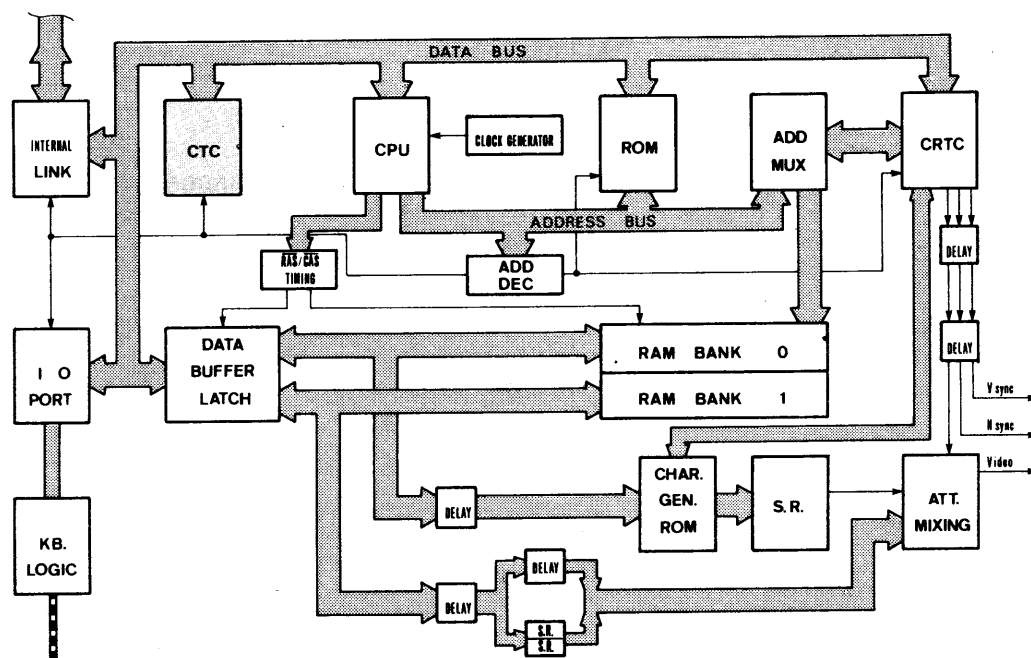 DATA BUS
INTERNAL
LINK
CTC
CPU
CLOCK GENERATOR
ROM
ADD
MUX
CRTC
ADDRESS BUS
RAS/CAS
TIMING
ADD
DEC
DELAY
I O
PORT
DATA
BUFFER
LATCH
RAM BANK 0
RAM BANK 1
DELAY
V sync
H sync
Video
KB.
LOGIC
DELAY
CHAR.
GEN.
ROM
S.R.
ATT.
MIXING
DELAY
DELAY
S.R.
S.R.